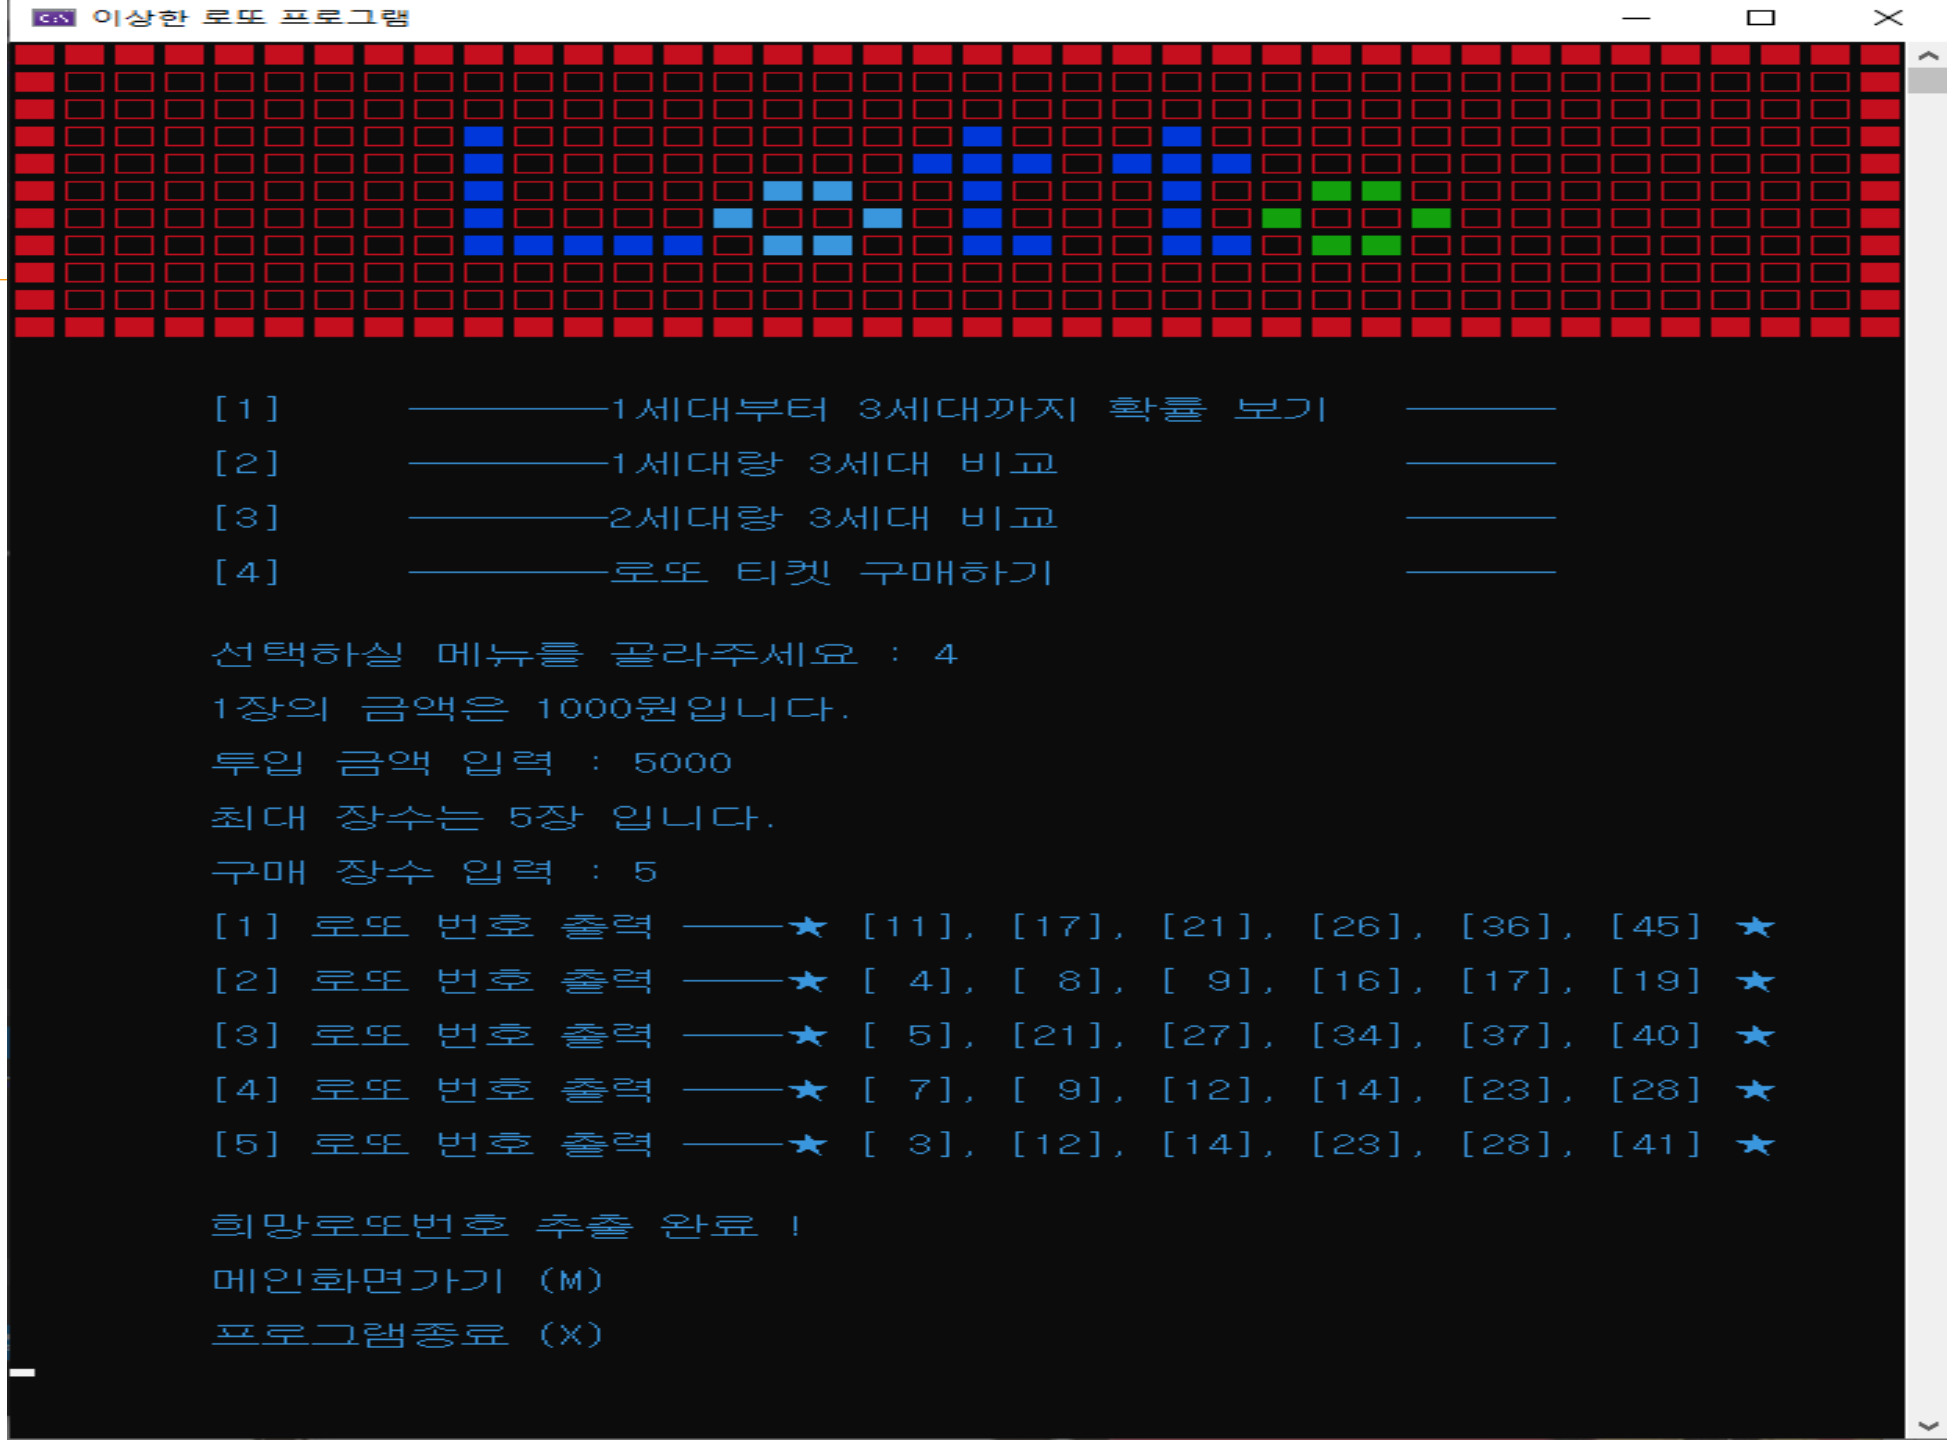 이상한 로또 프로그램
Lotto
[1] ────1세대부터 3세대까지 확률 보기 ───
[2] ────1세대랑 3세대 비교 ───
[3] ────2세대랑 3세대 비교 ───
[4] ────로또 티켓 구매하기 ───
선택하실 메뉴를 골라주세요 : 4
1장의 금액은 1000원입니다.
투입 금액 입력 : 5000
최대 장수는 5장 입니다.
구매 장수 입력 : 5
[1] 로또 번호 출력 ──★ [11], [17], [21], [26], [36], [45] ★
[2] 로또 번호 출력 ──★ [ 4], [ 8], [ 9], [16], [17], [19] ★
[3] 로또 번호 출력 ──★ [ 5], [21], [27], [34], [37], [40] ★
[4] 로또 번호 출력 ──★ [ 7], [ 9], [12], [14], [23], [28] ★
[5] 로또 번호 출력 ──★ [ 3], [12], [14], [23], [28], [41] ★
희망로또번호 추출 완료 !
메인화면가기 (M)
프로그램종료 (X)